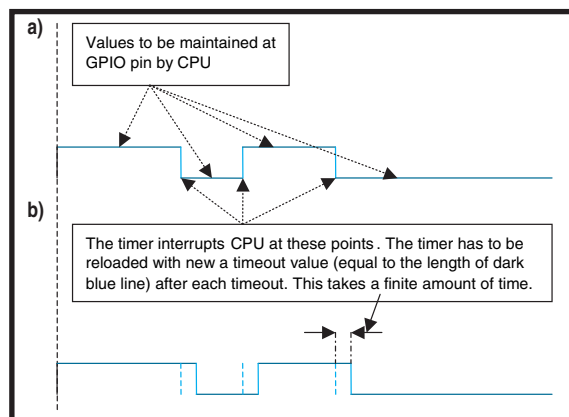 a)
Values to be maintained at
GPIO pin by CPU
b)
The timer interrupts CPU at these points. The timer has to be
reloaded with new a timeout value (equal to the length of dark
blue line) after each timeout. This takes a finite amount of time.